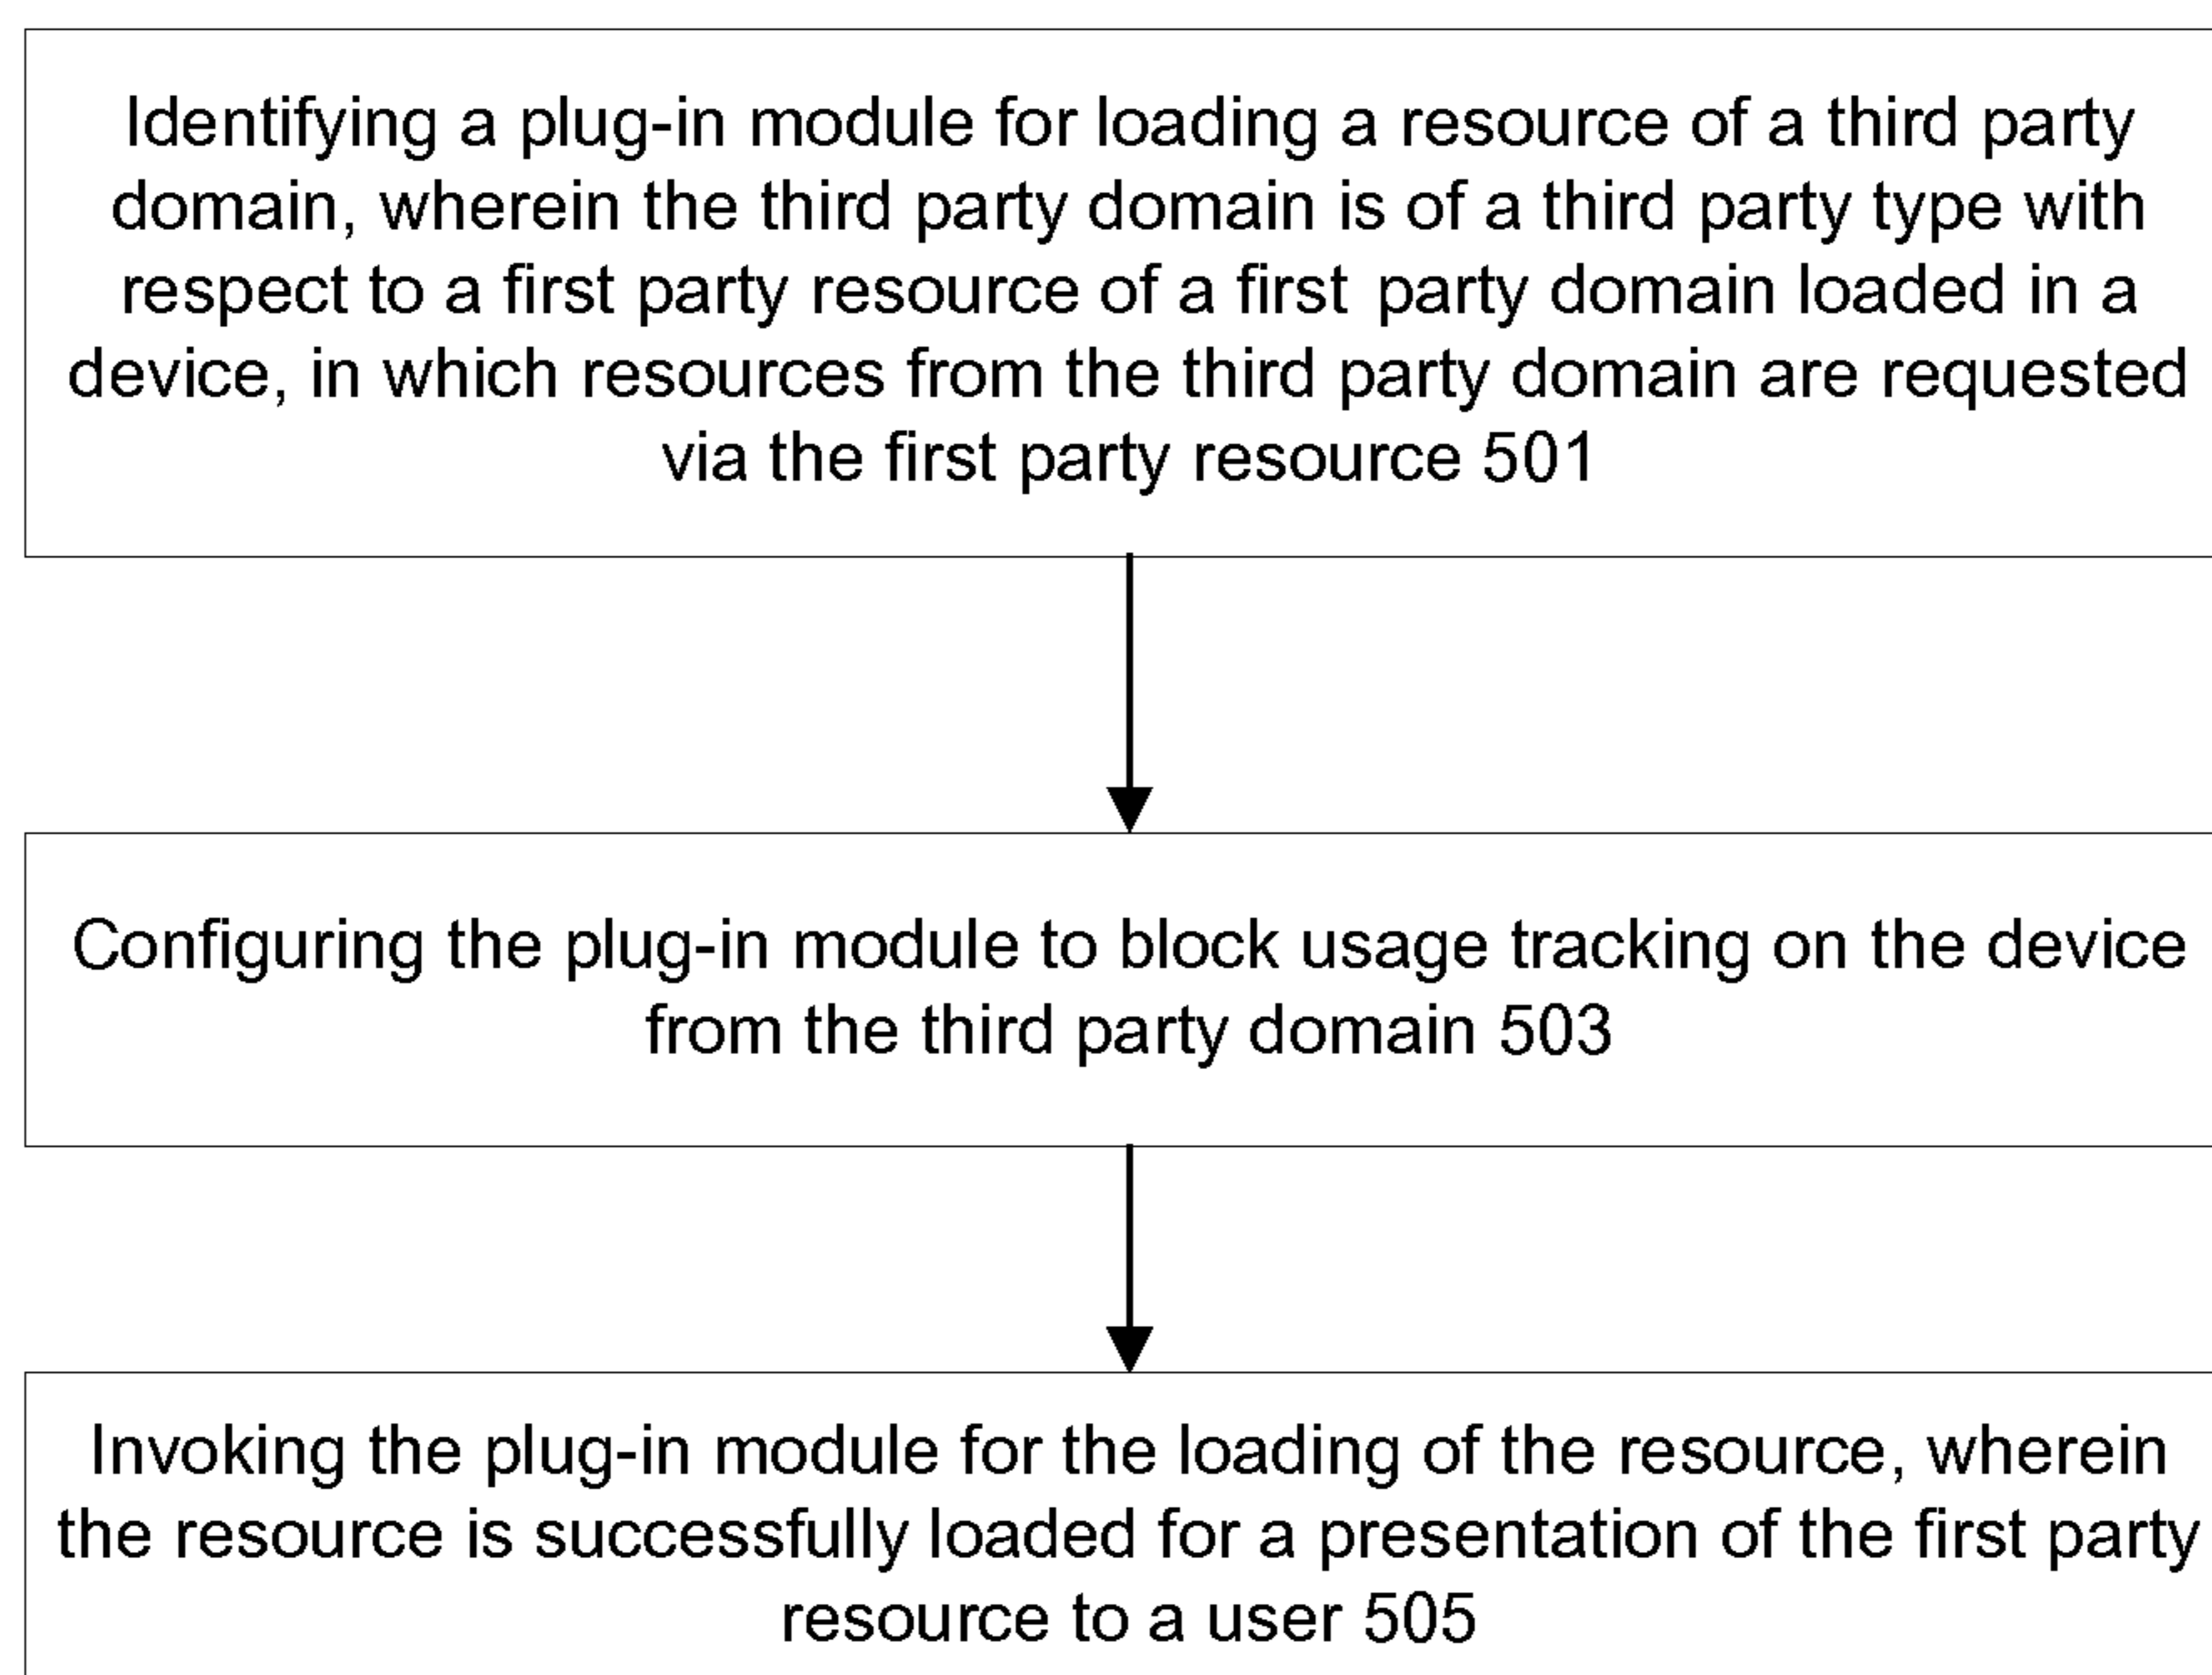 Identifying a plug-in module for loading a resource of a third party
domain, wherein the third party domain is of a third party type with
respect to a first party resource of a first party domain loaded in a
device, in which resources from the third party domain are requested
via the first party resource 501
Configuring the plug-in module to block usage tracking on the device
from the third party domain 503
Invoking the plug-in module for the loading of the resource, wherein
the resource is successfully loaded for a presentation of the first party
resource to a user 505